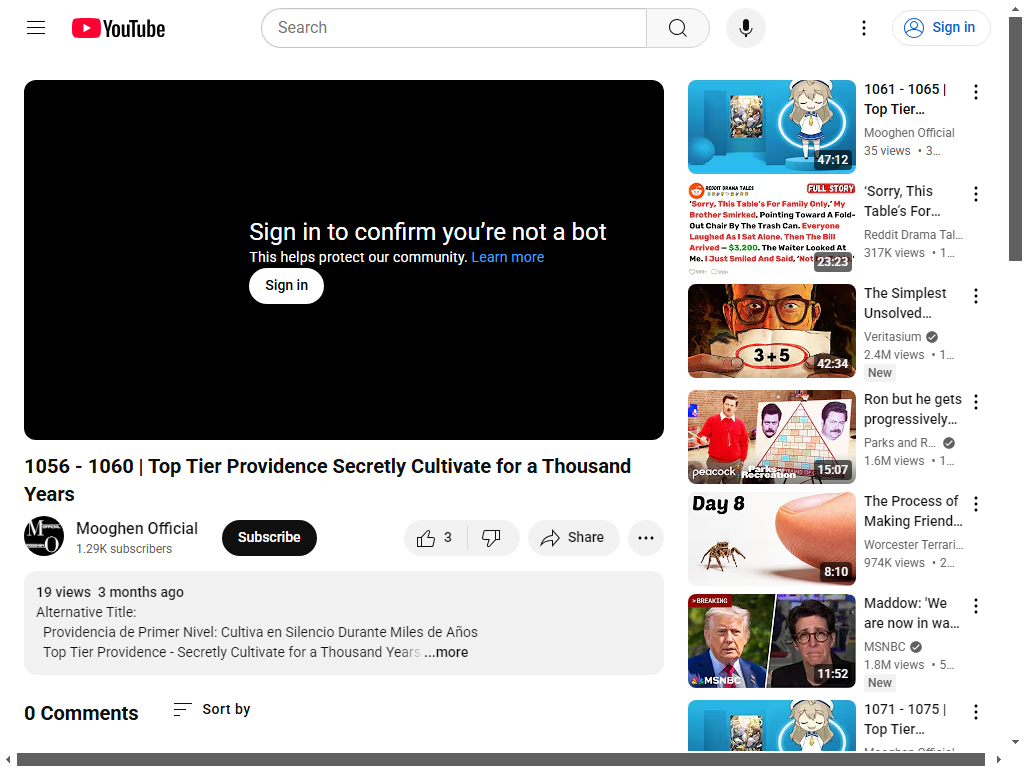 YouTube
Search
Sign in
Sign in to confirm you’re not a bot
This helps protect our community. Learn more
Sign in
1056 - 1060 | Top Tier Providence Secretly Cultivate for a Thousand
Years
Mooghen Official
1.29K subscribers
Subscribe
3
Share
19 views 3 months ago
Alternative Title:
Providencia de Primer Nivel: Cultiva en Silencio Durante Miles de Años
Top Tier Providence - Secretly Cultivate for a Thousand Years ...more
0 Comments
Sort by
47:12
1061 - 1065 |
Top Tier…
Mooghen Official
35 views • 3…
REDDIT DRAMA TALES
FULL STORY
‘Sorry, This Table's For Family Only.’ My
Brother Smirked, Pointing Toward A Fold-
Out Chair By The Trash Can. Everyone
Laughed As I Sat Alone. Then The Bill
Arrived — $3,200. The Waiter Looked At
Me. I Just Smiled And Said, ‘Not
23:23
‘Sorry, This
Table's For…
Reddit Drama Tal…
317K views • 1…
3+5
42:34
The Simplest
Unsolved…
Veritasium
2.4M views • 1…
New
peacock
Parks and
Recreation
15:07
Ron but he gets
progressively…
Parks and R…
1.6M views • 1…
Day 8
8:10
The Process of
Making Friend…
Worcester Terrari…
974K views • 2…
>BREAKING
MSNBC
11:52
Maddow: 'We
are now in wa…
MSNBC
1.8M views • 5…
New
1071 - 1075 |
Top Tier…
Mooghen Official